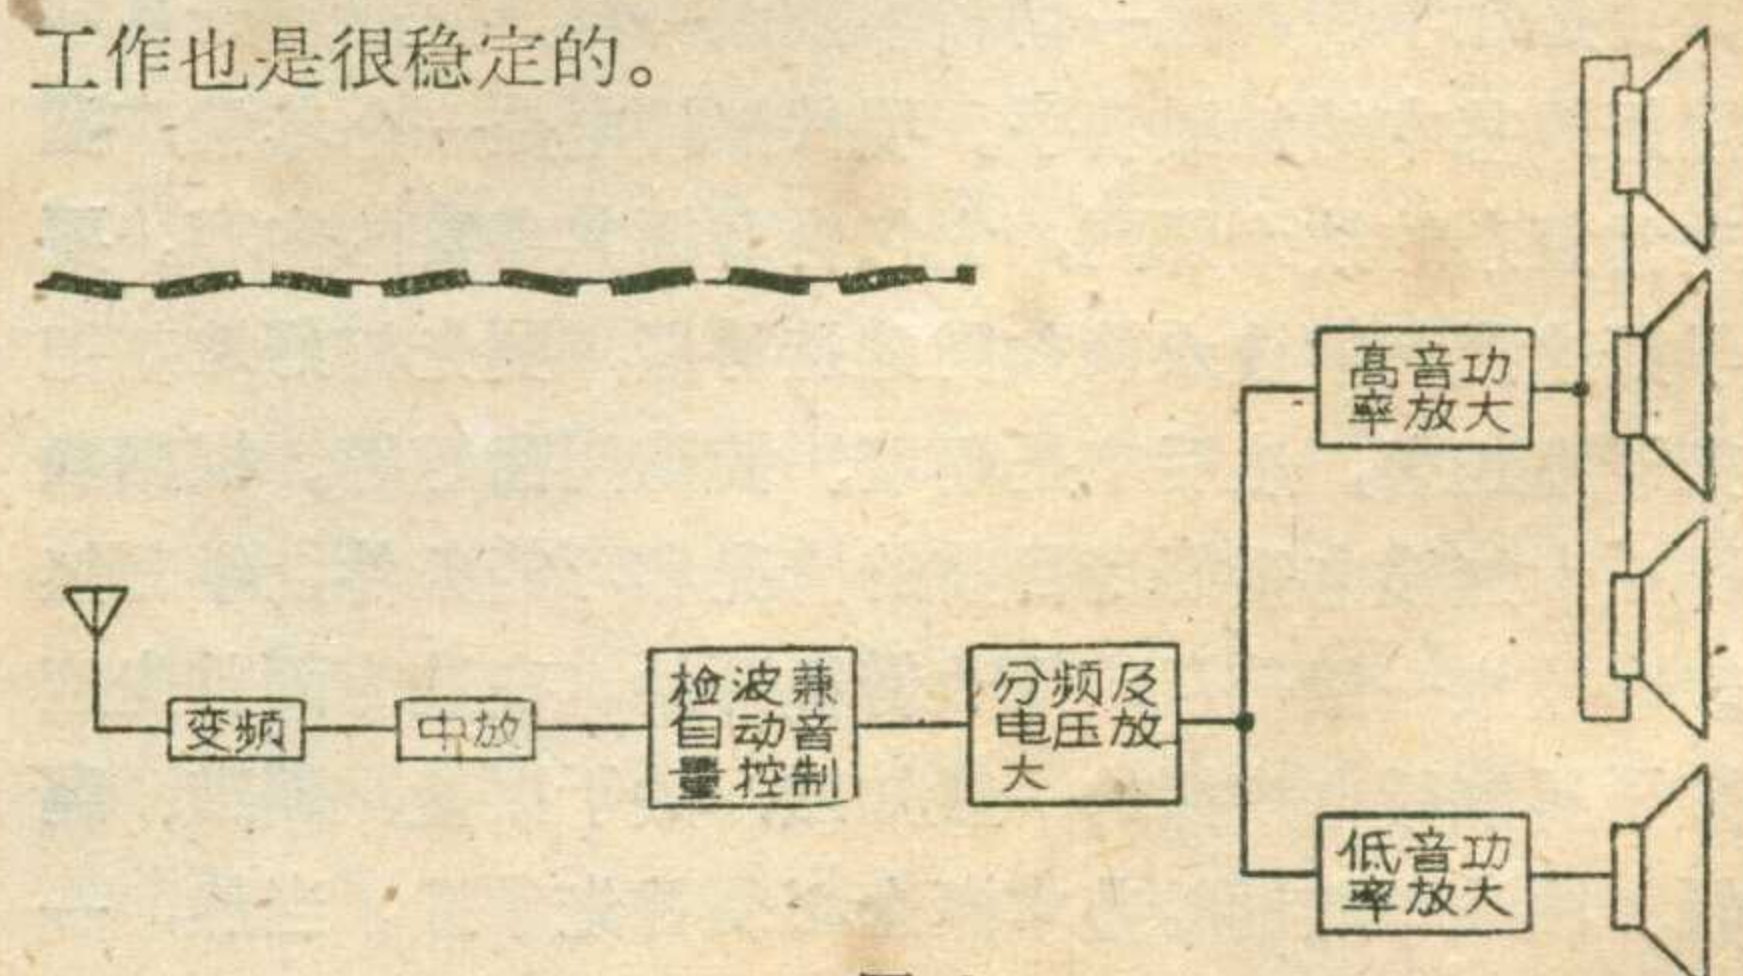 工作也是很稳定的。
变频
中放
检波兼
自动音
量控制
分频及
电压放
大
高音功
率放大
低音功
率放大